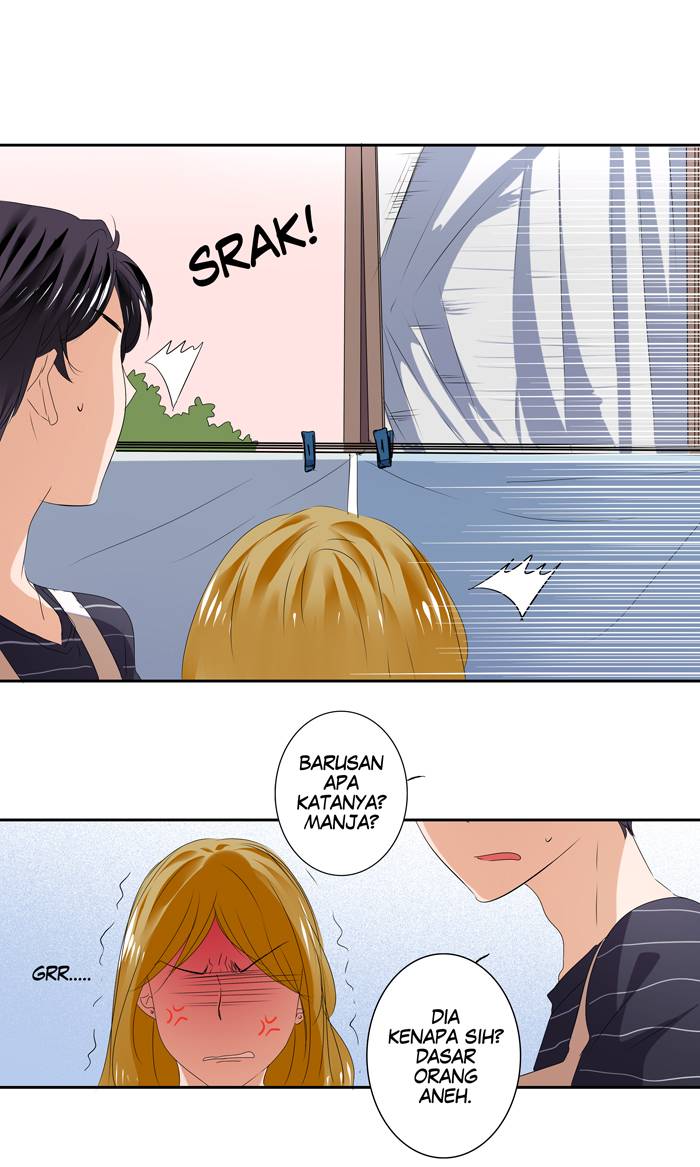 SRAK!
BARUSAN
APA
KATANYA?
MANJA?
GRR.....
DIA
KENAPA SIH?
DASAR
ORANG
ANEH.